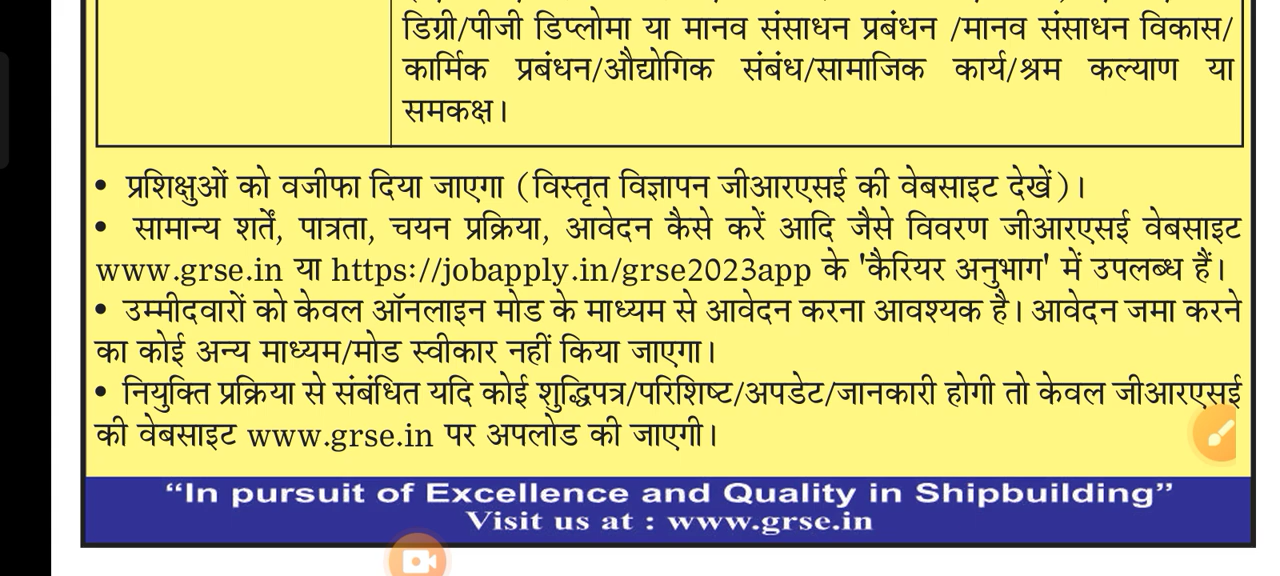 डिग्री/पीजी डिप्लोमा या मानव संसाधन प्रबंधन /मानव संसाधन विकास/
कार्मिक प्रबंधन/औद्योगिक संबंध/सामाजिक कार्य/श्रम कल्याण या
समकक्ष।
• प्रशिक्षुओं को वजीफा दिया जाएगा (विस्तृत विज्ञापन जीआरएसई की वेबसाइट देखें)।
• सामान्य शर्तें, पात्रता, चयन प्रक्रिया, आवेदन कैसे करें आदि जैसे विवरण जीआरएसई वेबसाइट
www.grse.in या https://jobapply.in/grse2023app के 'कैरियर अनुभाग' में उपलब्ध हैं।
• उम्मीदवारों को केवल ऑनलाइन मोड के माध्यम से आवेदन करना आवश्यक है। आवेदन जमा करने
का कोई अन्य माध्यम/मोड स्वीकार नहीं किया जाएगा।
• नियुक्ति प्रक्रिया से संबंधित यदि कोई शुद्धिपत्र/परिशिष्ट/अपडेट/जानकारी होगी तो केवल जीआरएसई
की वेबसाइट www.grse.in पर अपलोड की जाएगी।
“In pursuit of Excellence and Quality in Shipbuilding”
Visit us at : www.grse.in